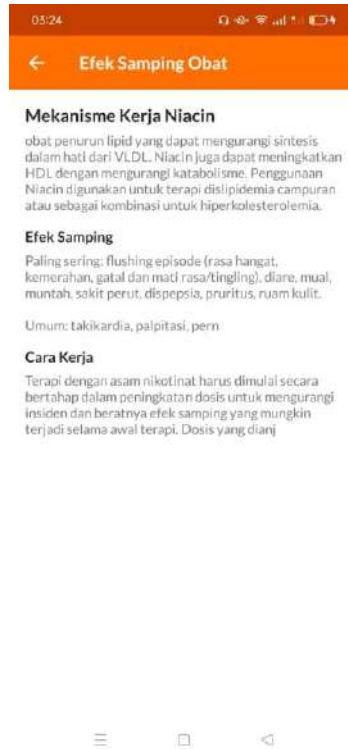 03:24
Efek Samping Obat
Mekanisme Kerja Niacin
obat penurun lipid yang dapat mengurangi sintesis
dalam hati dari VLDL. Niacin juga dapat meningkatkan
HDL dengan mengurangi katabolisme. Penggunaan
Niacin digunakan untuk terapi dislipidemia campuran
atau sebagai kombinasi untuk hiperkolesterolemia.
Efek Samping
Paling sering: flushing episode (rasa hangat,
kemerahan, gatal dan mati rasa/tingling), diare, mual,
muntah, sakit perut, dispepsia, pruritus, ruam kulit.
Umum: takikardia, palpitasi, pern
Cara Kerja
Terapi dengan asam nikotinat harus dimulai secara
bertahap dalam peningkatan dosis untuk mengurangi
insiden dan beratnya efek samping yang mungkin
terjadi selama awal terapi. Dosis yang dianj